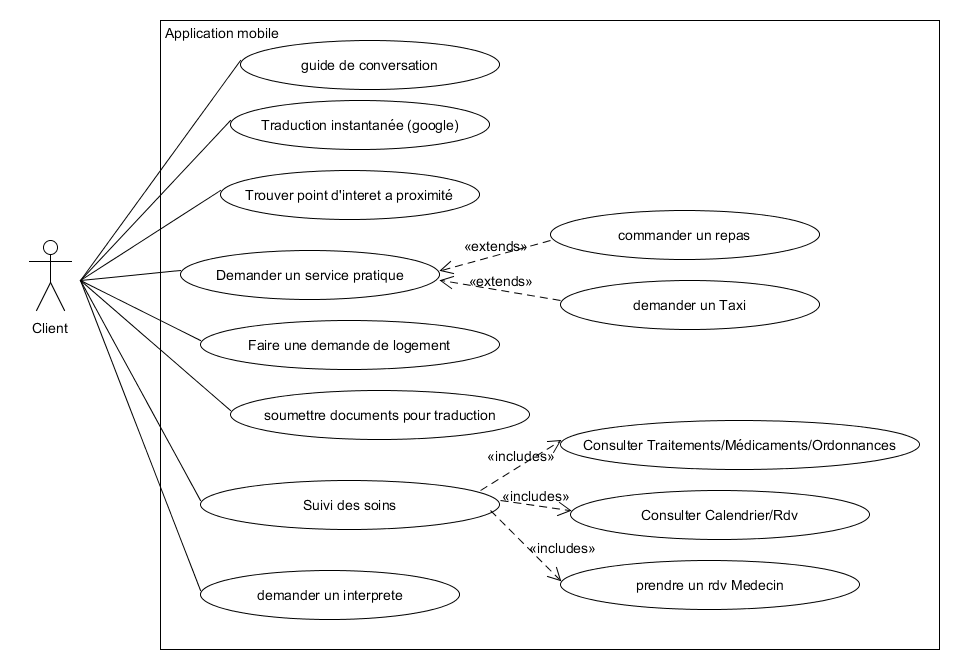 Application mobile
guide de conversation
Traduction instantanée (google)
Trouver point d'interet a proximité
«extends»
commander un repas
Demander un service pratique
«extends»
demander un Taxi
Client
Faire une demande de logement
soumettre documents pour traduction
Consulter Traitements/Médicaments/Ordonnances
«includes»
Suivi des soins
«includes»
Consulter Calendrier/Rdv
«includes»
prendre un rdv Medecin
demander un interprete